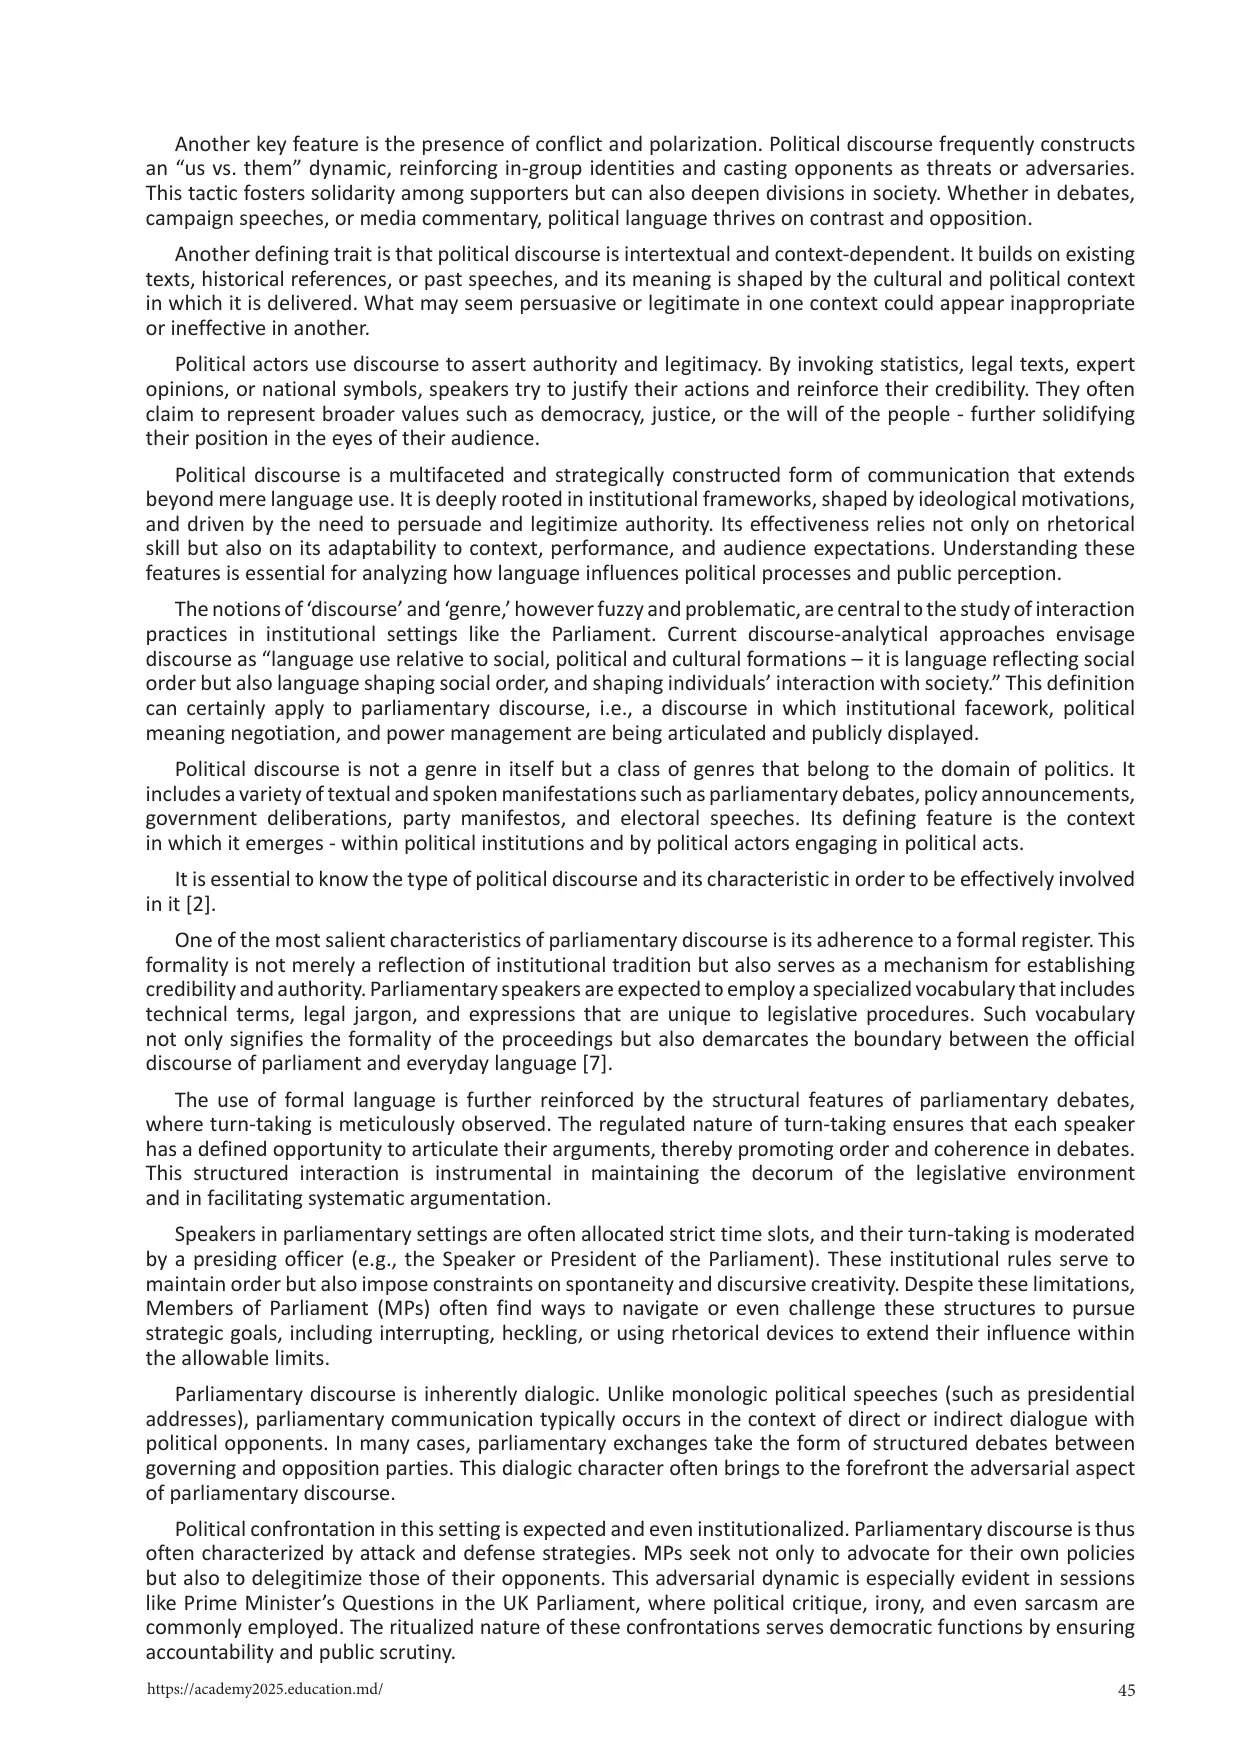 Another key feature is the presence of conflict and polarization. Political discourse frequently constructs
an “us vs. them” dynamic, reinforcing in-group identities and casting opponents as threats or adversaries.
This tactic fosters solidarity among supporters but can also deepen divisions in society. Whether in debates,
campaign speeches, or media commentary, political language thrives on contrast and opposition.
Another defining trait is that political discourse is intertextual and context-dependent. It builds on existing
texts, historical references, or past speeches, and its meaning is shaped by the cultural and political context
in which it is delivered. What may seem persuasive or legitimate in one context could appear inappropriate
or ineffective in another.
Political actors use discourse to assert authority and legitimacy. By invoking statistics, legal texts, expert
opinions, or national symbols, speakers try to justify their actions and reinforce their credibility. They often
claim to represent broader values such as democracy, justice, or the will of the people - further solidifying
their position in the eyes of their audience.
Political discourse is a multifaceted and strategically constructed form of communication that extends
beyond mere language use. It is deeply rooted in institutional frameworks, shaped by ideological motivations,
and driven by the need to persuade and legitimize authority. Its effectiveness relies not only on rhetorical
skill but also on its adaptability to context, performance, and audience expectations. Understanding these
features is essential for analyzing how language influences political processes and public perception.
The notions of ‘discourse’ and ‘genre,’ however fuzzy and problematic, are central to the study of interaction
practices in institutional settings like the Parliament. Current discourse-analytical approaches envisage
discourse as “language use relative to social, political and cultural formations – it is language reflecting social
order but also language shaping social order, and shaping individuals’ interaction with society.” This definition
can certainly apply to parliamentary discourse, i.e., a discourse in which institutional facework, political
meaning negotiation, and power management are being articulated and publicly displayed.
Political discourse is not a genre in itself but a class of genres that belong to the domain of politics. It
includes a variety of textual and spoken manifestations such as parliamentary debates, policy announcements,
government deliberations, party manifestos, and electoral speeches. Its defining feature is the context
in which it emerges - within political institutions and by political actors engaging in political acts.
It is essential to know the type of political discourse and its characteristic in order to be effectively involved
in it [2].
One of the most salient characteristics of parliamentary discourse is its adherence to a formal register. This
formality is not merely a reflection of institutional tradition but also serves as a mechanism for establishing
credibility and authority. Parliamentary speakers are expected to employ a specialized vocabulary that includes
technical terms, legal jargon, and expressions that are unique to legislative procedures. Such vocabulary
not only signifies the formality of the proceedings but also demarcates the boundary between the official
discourse of parliament and everyday language [7].
The use of formal language is further reinforced by the structural features of parliamentary debates,
where turn-taking is meticulously observed. The regulated nature of turn-taking ensures that each speaker
has a defined opportunity to articulate their arguments, thereby promoting order and coherence in debates.
This structured interaction is instrumental in maintaining the decorum of the legislative environment
and in facilitating systematic argumentation.
Speakers in parliamentary settings are often allocated strict time slots, and their turn-taking is moderated
by a presiding officer (e.g., the Speaker or President of the Parliament). These institutional rules serve to
maintain order but also impose constraints on spontaneity and discursive creativity. Despite these limitations,
Members of Parliament (MPs) often find ways to navigate or even challenge these structures to pursue
strategic goals, including interrupting, heckling, or using rhetorical devices to extend their influence within
the allowable limits.
Parliamentary discourse is inherently dialogic. Unlike monologic political speeches (such as presidential
addresses), parliamentary communication typically occurs in the context of direct or indirect dialogue with
political opponents. In many cases, parliamentary exchanges take the form of structured debates between
governing and opposition parties. This dialogic character often brings to the forefront the adversarial aspect
of parliamentary discourse.
Political confrontation in this setting is expected and even institutionalized. Parliamentary discourse is thus
often characterized by attack and defense strategies. MPs seek not only to advocate for their own policies
but also to delegitimize those of their opponents. This adversarial dynamic is especially evident in sessions
like Prime Minister’s Questions in the UK Parliament, where political critique, irony, and even sarcasm are
commonly employed. The ritualized nature of these confrontations serves democratic functions by ensuring
accountability and public scrutiny.
https://academy2025.education.md/
45